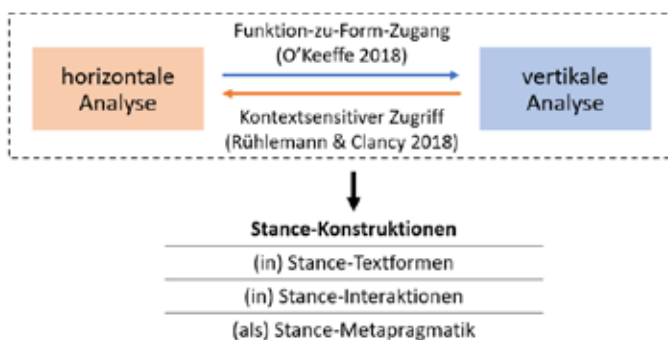 Funktion-zu-Form-Zugang
(O'Keeffe 2018)
horizontale
Analyse
vertikale
Analyse
Kontextsensitiver Zugriff
(Rühlemann & Clancy 2018)
Stance-Konstruktionen
(in) Stance-Textformen
(in) Stance-Interaktionen
(als) Stance-Metapragmatik